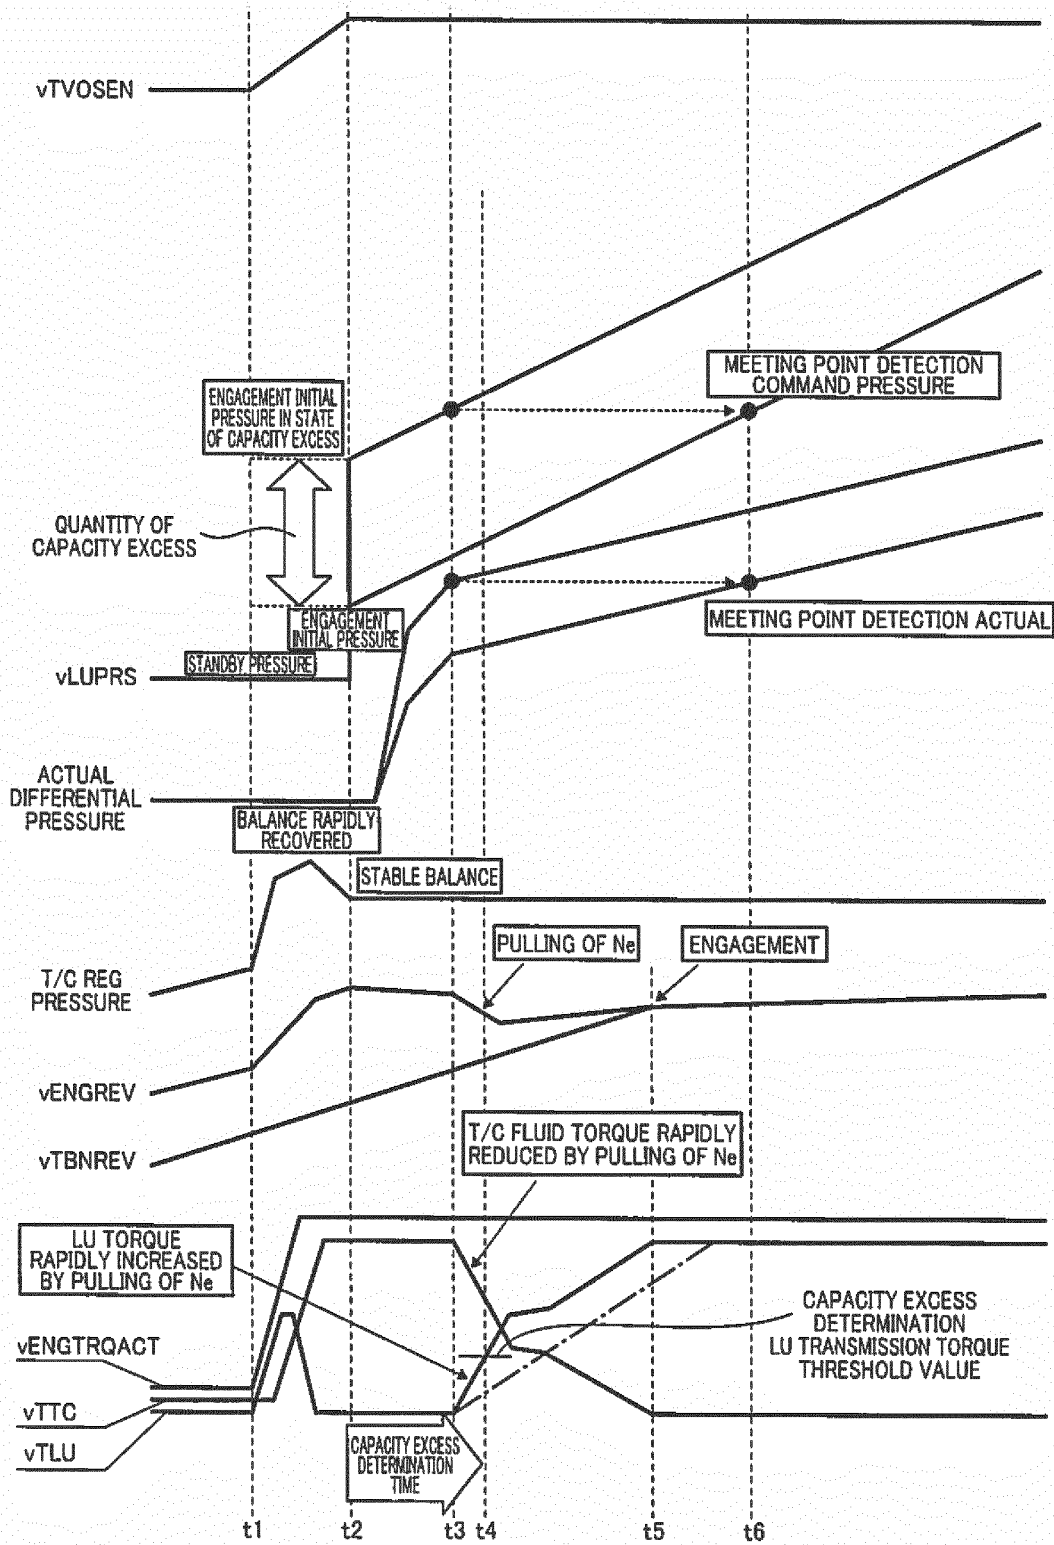 vTVOSEN
MEETING POINT DETECTION
COMMAND PRESSURE
ENGAGEMENT INITIAL
PRESSURE IN STATE
OF CAPACITY EXCESS
QUANTITY OF
CAPACITY EXCESS
ENGAGEMENT
INITIAL PRESSURE
MEETING POINT DETECTION ACTUAL
STANDBY PRESSURE
vLUPRS
ACTUAL
DIFFERENTIAL
PRESSURE
BALANCE RAPIDLY
RECOVERED
STABLE BALANCE
PULLING OF Ne
ENGAGEMENT
T/C REG
PRESSURE
vENGREV
vTBNREV
T/C FLUID TORQUE RAPIDLY
REDUCED BY PULLING OF Ne
LU TORQUE
RAPIDLY INCREASED
BY PULLING OF Ne
CAPACITY EXCESS
DETERMINATION
LU TRANSMISSION TORQUE
THRESHOLD VALUE
vENGTRQACT
vTTC
vTLU
CAPACITY EXCESS
DETERMINATION
TIME
t1 t2 t3 t4 t5 t6